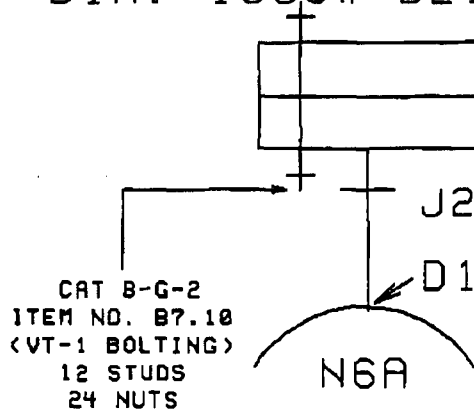 J2
D1
CAT B-G-2
ITEM NO. B7.10
(VT-1 BOLTING)
12 STUDS
24 NUTS
N6A